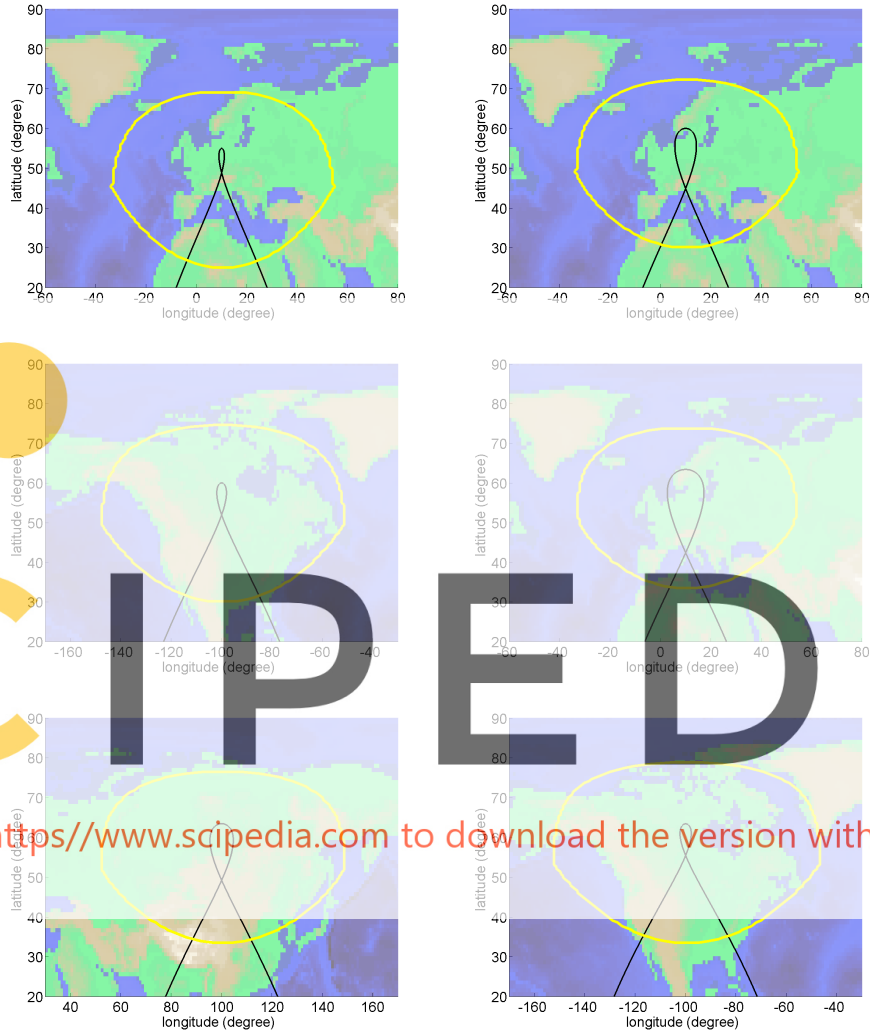 90 90
80 80
70 70
60 60
50 50
40 40
30 30
20 20
latitude (degree) latitude (degree)
-60 -40 -20 0 20 40 60 80 -60 -40 -20 0 20 40 60 80
longitude (degree) longitude (degree)
90 90
80 80
70 70
60 60
50 50
40 40
30 30
20 20
latitude (degree) latitude (degree)
-160 -140 -120 -100 -80 -60 -40 -60 -40 -20 0 20 40 60 80
longitude (degree) longitude (degree)
CIPED
90 90
80 80
70 70
60 60
50 50
40 40
30 30
20 20
latitude (degree) latitude (degree)
https//www.scipedia.com to download the version with
40 60 80 100 120 140 160 -160 -140 -120 -100 -80 -60 -40
longitude (degree) longitude (degree)